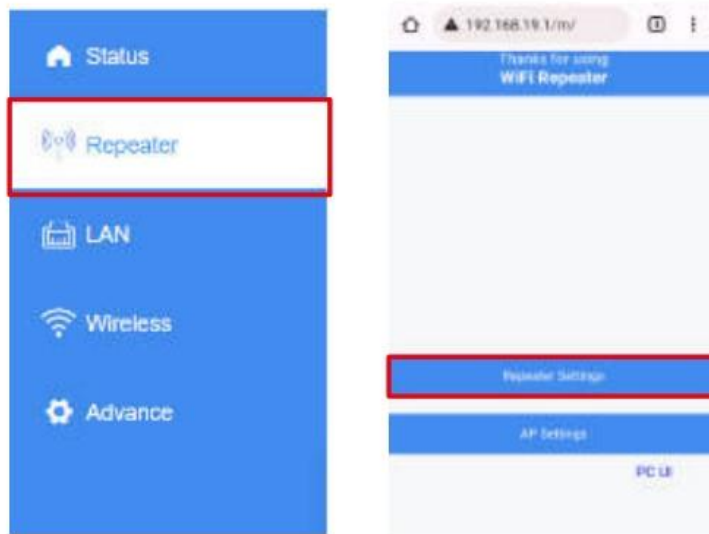 Status
Repeater
LAN
Wireless
Advance
192.168.19.1/m/
Thanks for using
WiFi Repeater
Repeater Settings
AP Settings
PC UI